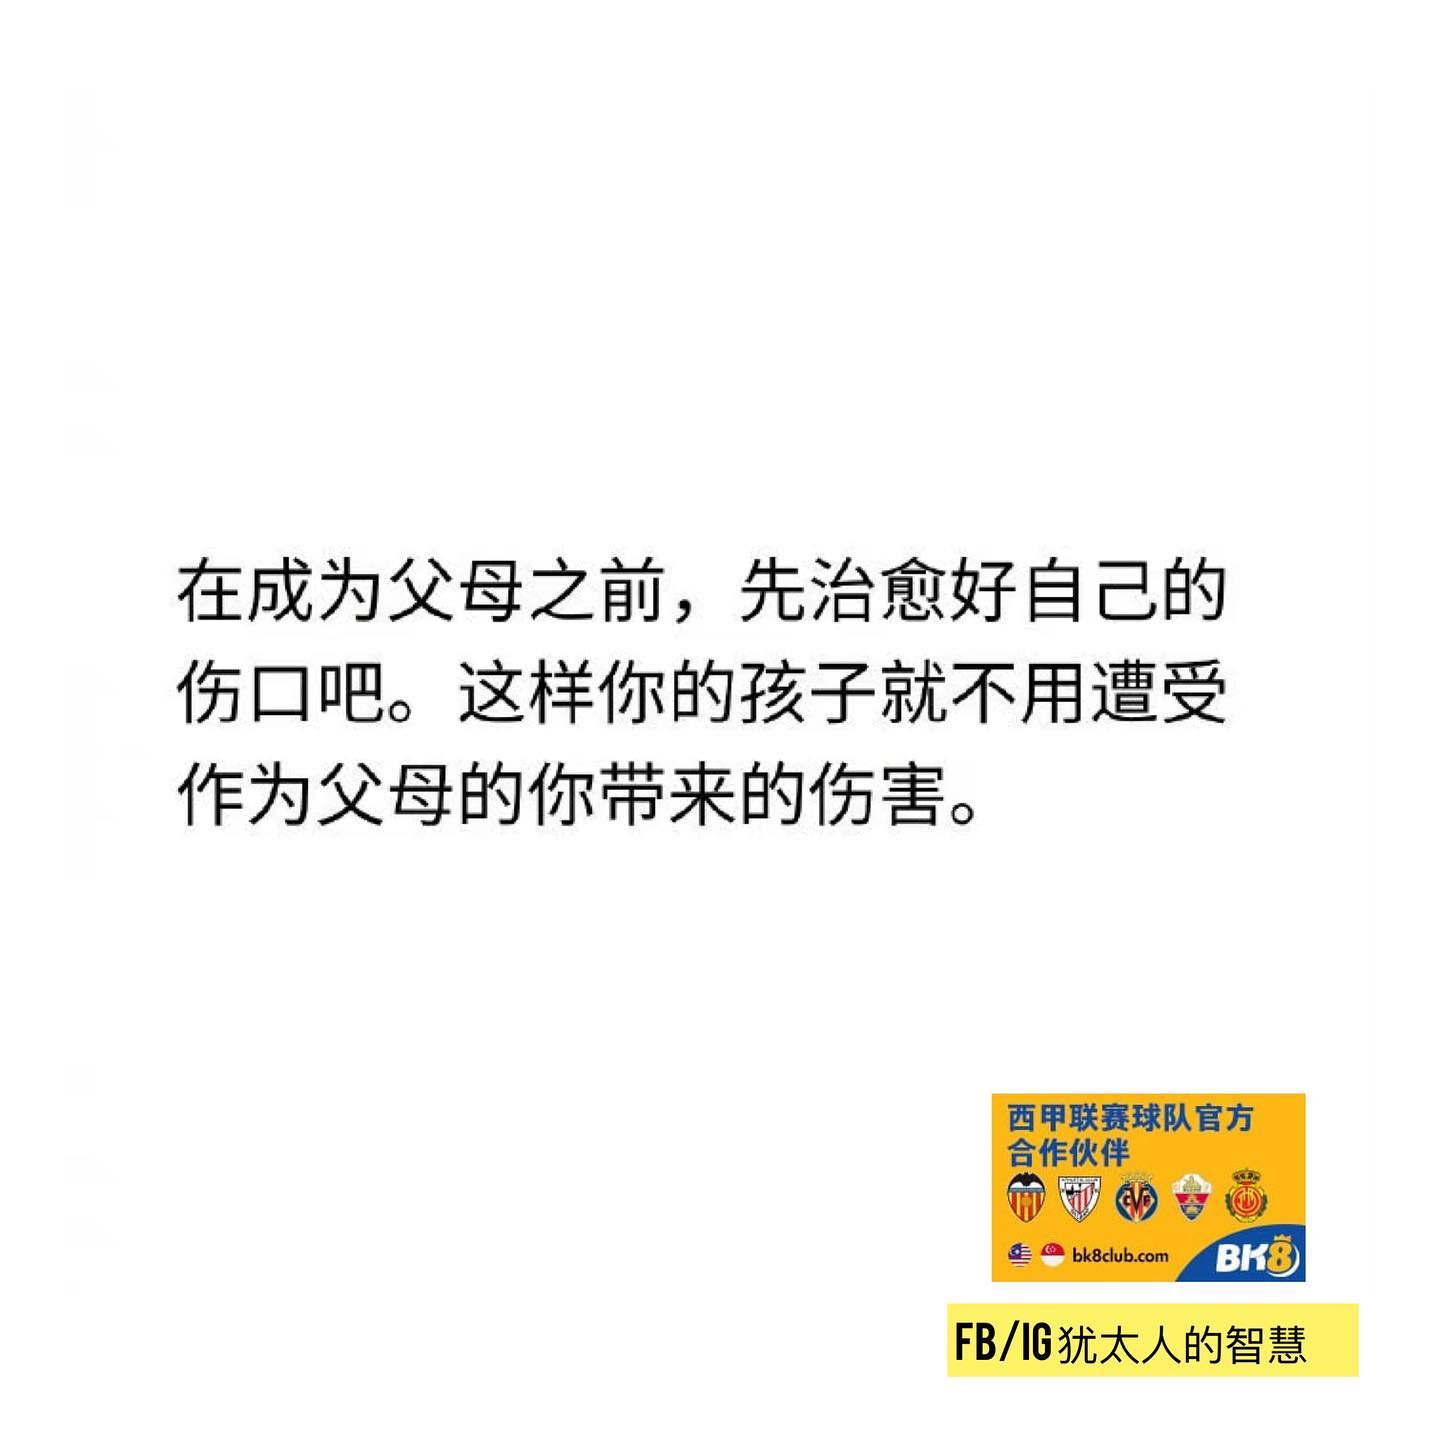 在成为父母之前，先治愈好自己的
伤口吧。这样你的孩子就不用遭受
作为父母的你带来的伤害。
西甲联赛球队官方
合作伙伴
bk8club.com
BK8
FB/IG犹太人的智慧